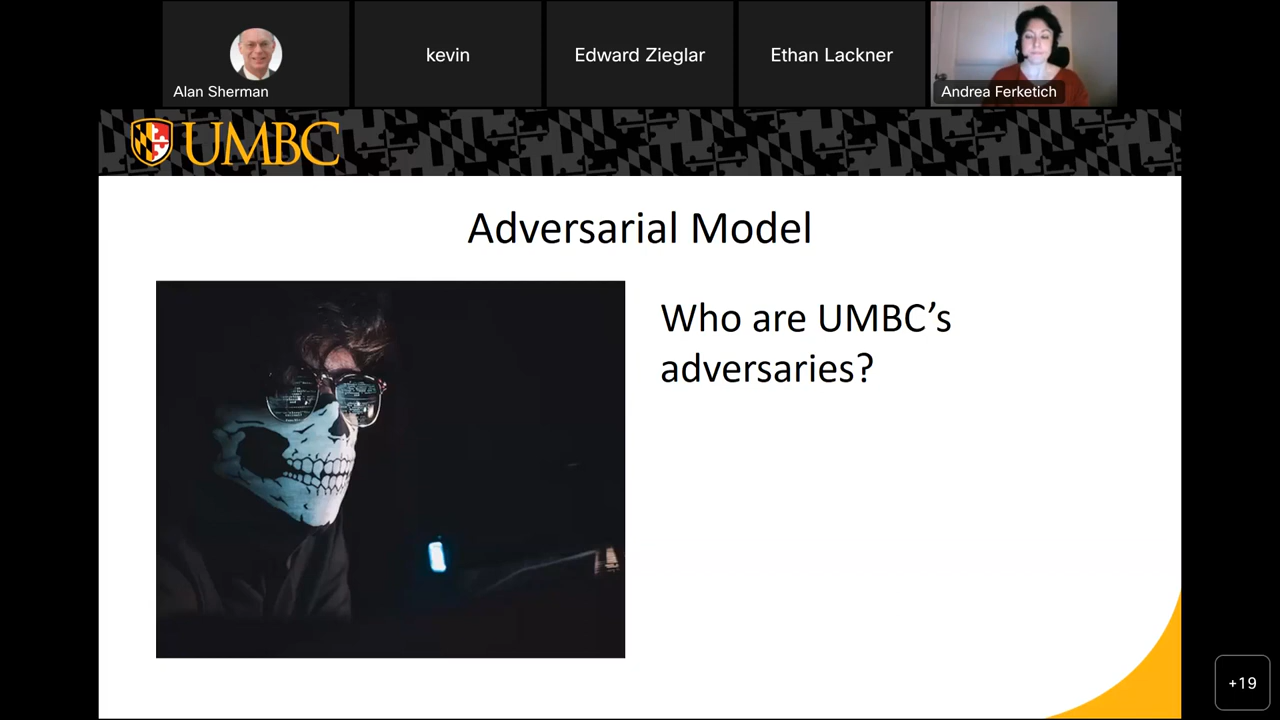 kevin
Edward Zieglar
Ethan Lackner
Alan Sherman
Andrea Ferketich
UMBC
Adversarial Model
Who are UMBC’s
adversaries?
+19